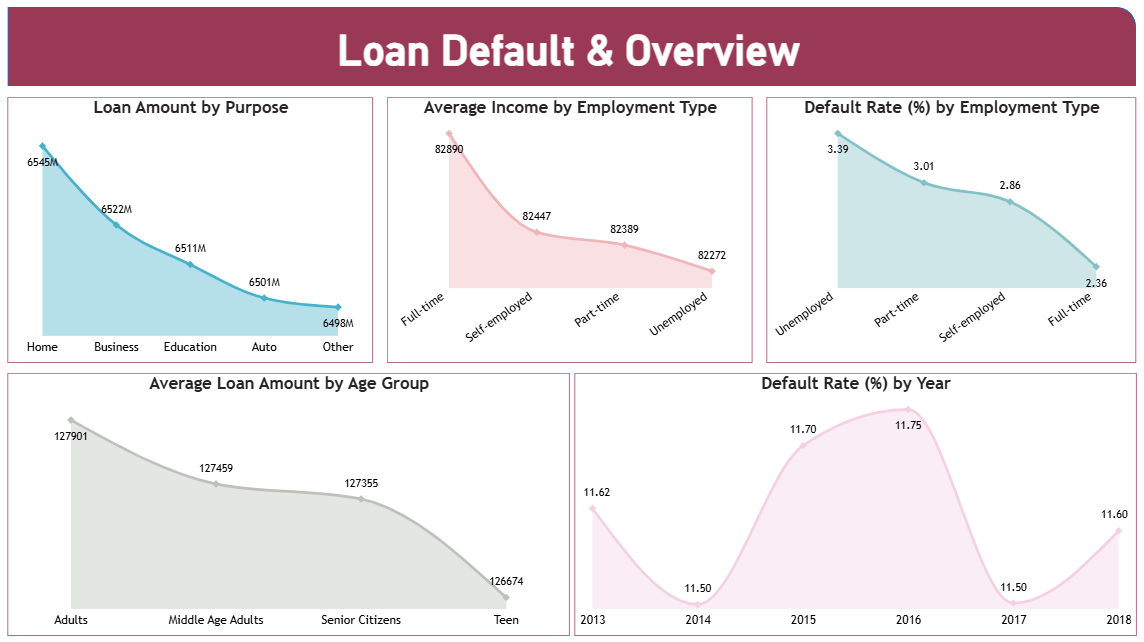 Loan Default & Overview
Loan Amount by Purpose
6545M
6522M
6511M
6501M
6498M
Home Business Education Auto Other
Average Income by Employment Type
82890
82447
82389
82272
Full-time Self-employed Part-time Unemployed
Default Rate (%) by Employment Type
3.39
3.01
2.86
2.36
Unemployed Part-time Self-employed Full-time
Average Loan Amount by Age Group
127901
127459
127355
126674
Adults Middle Age Adults Senior Citizens Teen
Default Rate (%) by Year
11.62
11.50
11.70
11.75
11.50
11.60
2013 2014 2015 2016 2017 2018